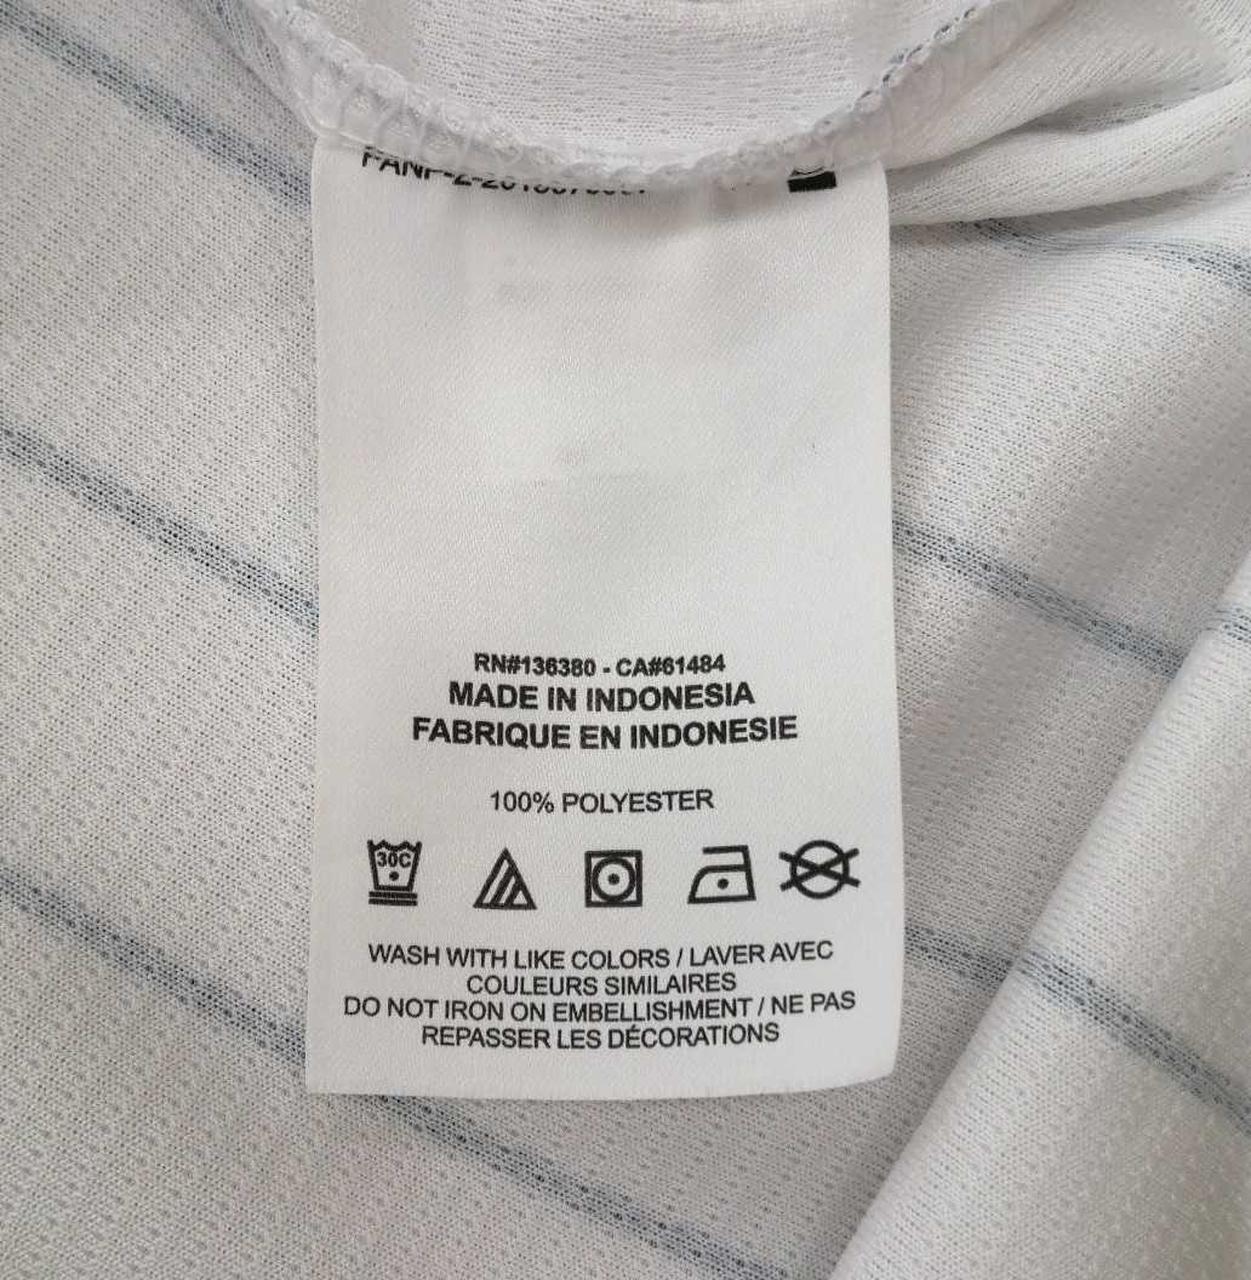 RN#136380 - CA#61484
MADE IN INDONESIA
FABRIQUE EN INDONESIE
100% POLYESTER
30C
WASH WITH LIKE COLORS / LAVER AVEC
COULEURS SIMILAIRES
DO NOT IRON ON EMBELLISHMENT / NE PAS
REPASSER LES DÉCORATIONS